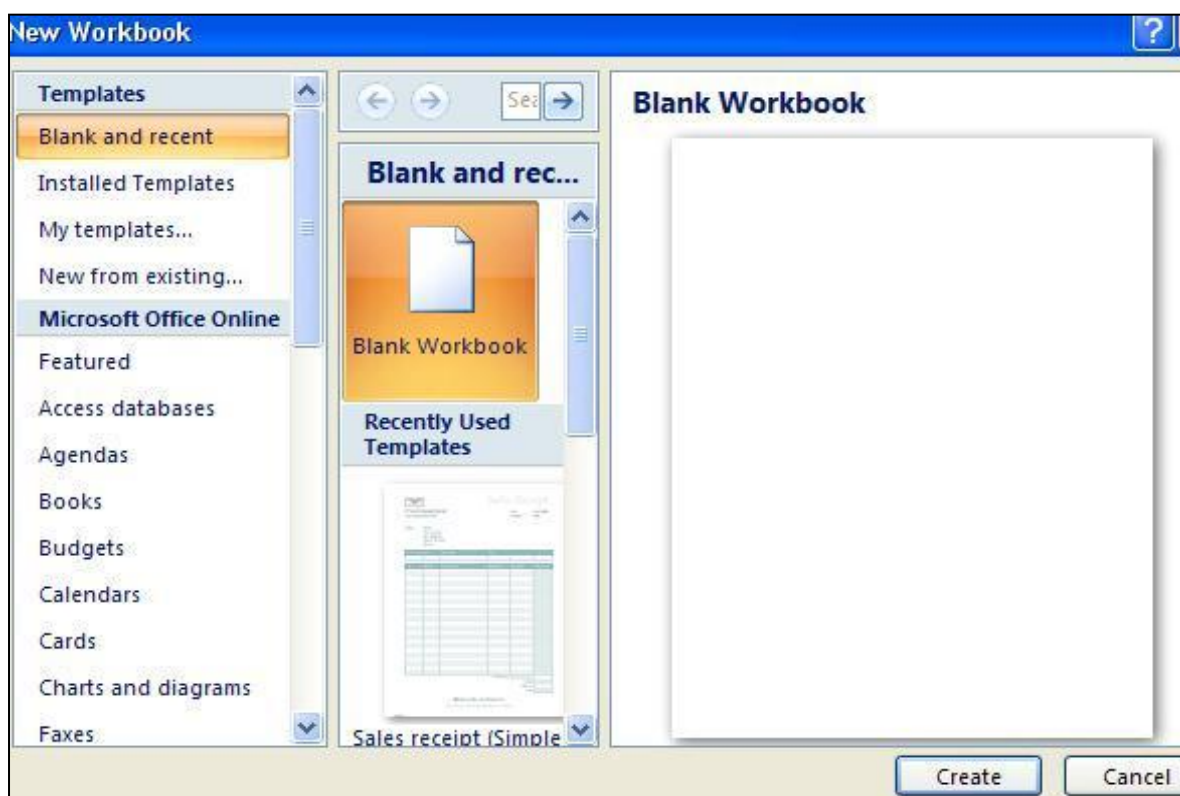 New Workbook
?
Templates
Blank and recent
Installed Templates
My templates...
New from existing...
Microsoft Office Online
Featured
Access databases
Agendas
Books
Budgets
Calendars
Cards
Charts and diagrams
Faxes
Sea
Blank and rec...
Blank Workbook
Recently Used
Templates
Sales receipt (Simple
Blank Workbook
Create
Cancel